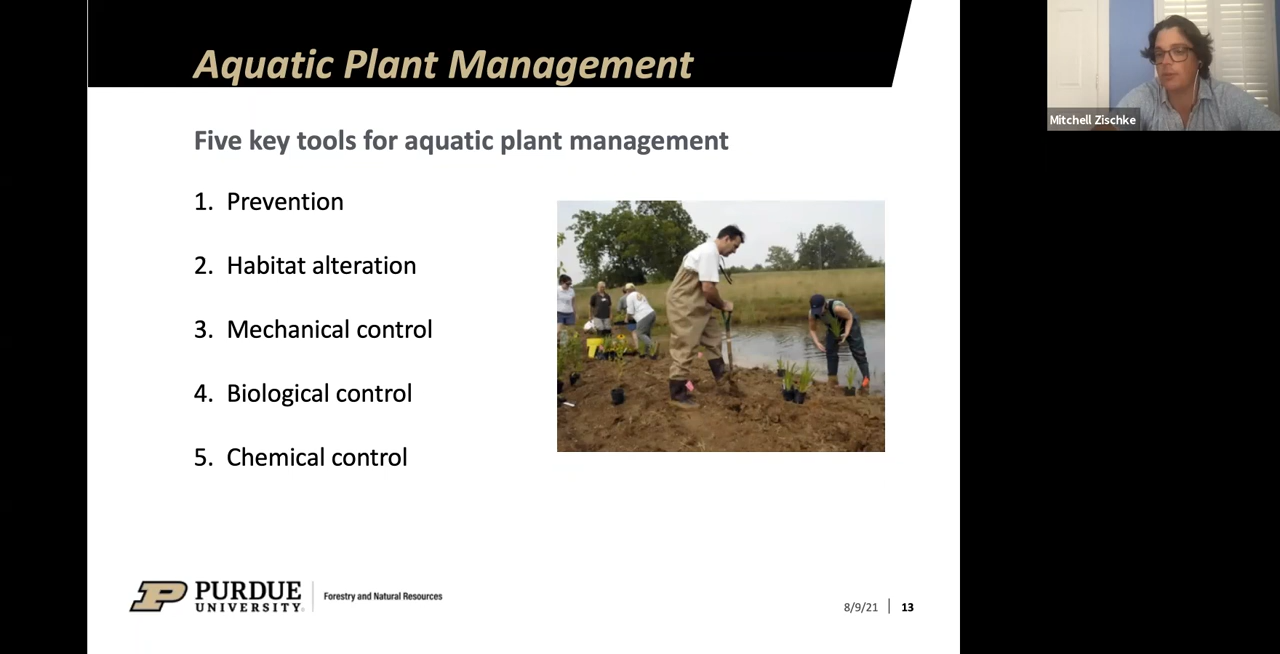 Aquatic Plant Management
Mitchell Zischke
Five key tools for aquatic plant management
1. Prevention
2. Habitat alteration
3. Mechanical control
4. Biological control
5. Chemical control
PURDUE
UNIVERSITY
Forestry and Natural Resources
8/9/21 | 13